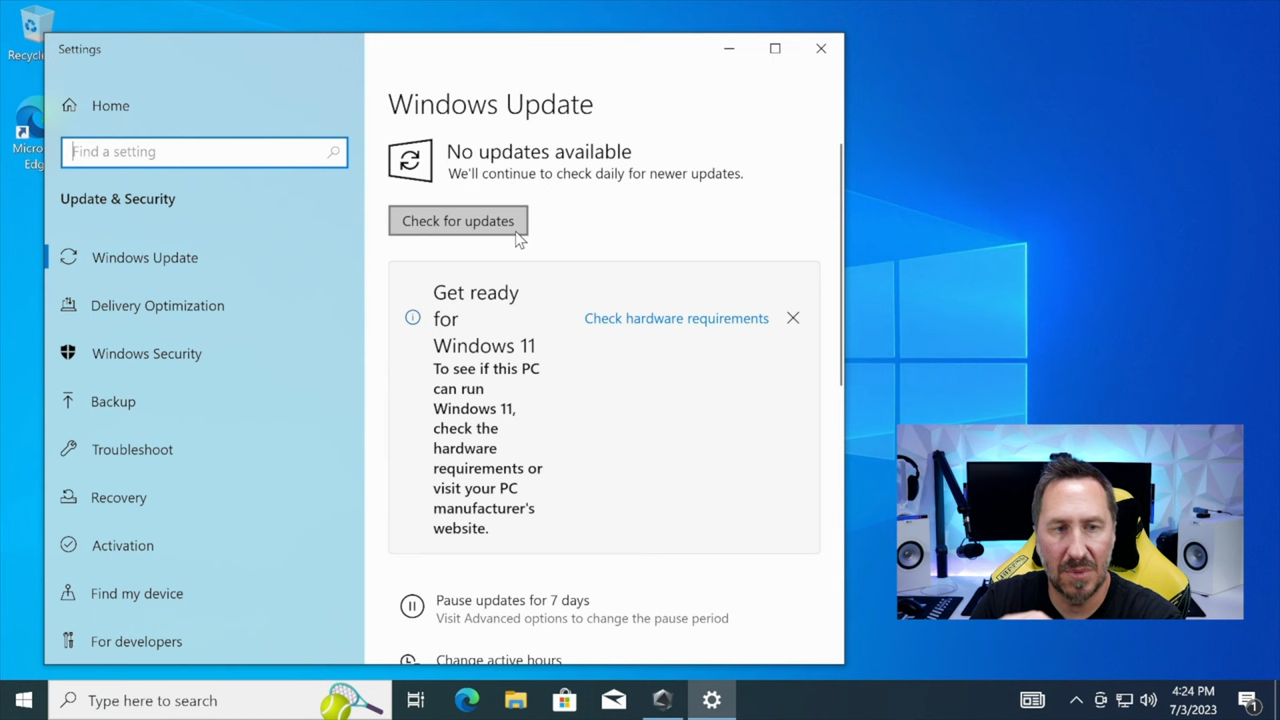 Recycle
Micro
Edg
Settings
Home
Find a setting
Update & Security
Windows Update
Delivery Optimization
Windows Security
Backup
Troubleshoot
Recovery
Activation
Find my device
For developers
Windows Update
No updates available
We'll continue to check daily for newer updates.
Check for updates
Get ready
for
Windows 11
Check hardware requirements
To see if this PC
can run
Windows 11,
check the
hardware
requirements or
visit your PC
manufacturer's
website.
Pause updates for 7 days
Visit Advanced options to change the pause period
Change active hours
Type here to search
4:24 PM
7/3/2023
1